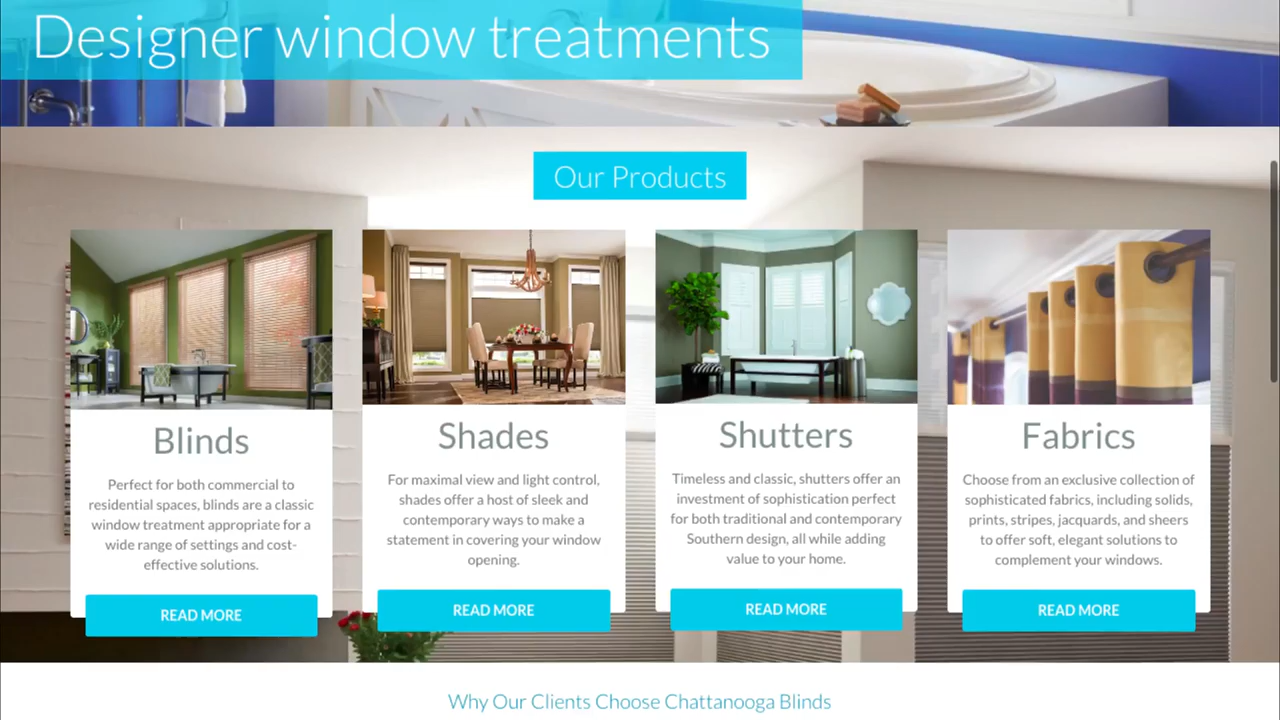 Designer window treatments
Our Products
Blinds
Perfect for both commercial to
residential spaces, blinds are a classic
window treatment appropriate for a
wide range of settings and cost-
effective solutions.
READ MORE
Shades
For maximal view and light control,
shades offer a host of sleek and
contemporary ways to make a
statement in covering your window
opening.
READ MORE
Shutters
Timeless and classic, shutters offer an
investment of sophistication perfect
for both traditional and contemporary
Southern design, all while adding
value to your home.
READ MORE
Fabrics
Choose from an exclusive collection of
sophisticated fabrics, including solids,
prints, stripes, jacquards, and sheers
to offer soft, elegant solutions to
complement your windows.
READ MORE
Why Our Clients Choose Chattanooga Blinds